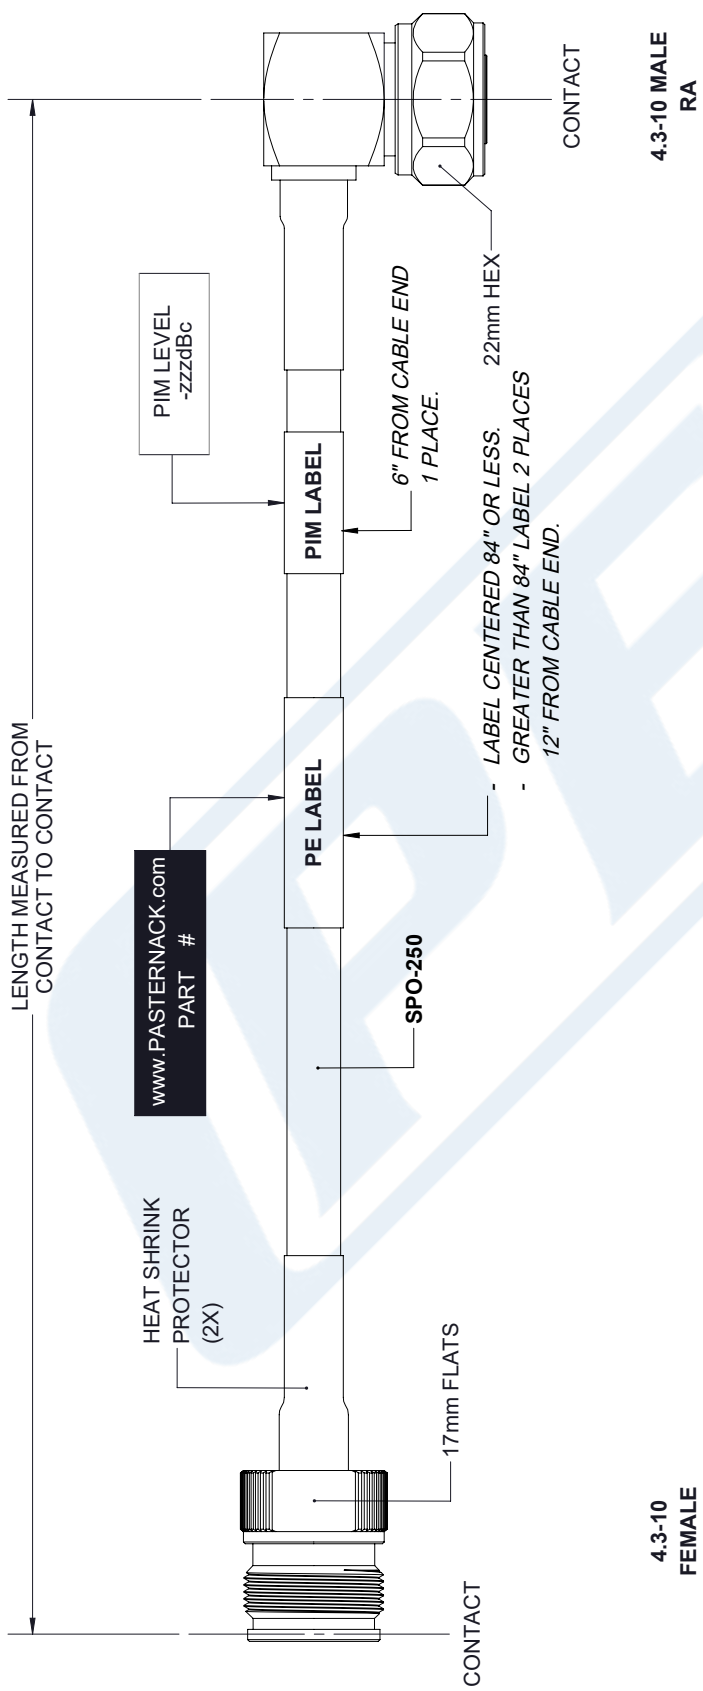 LENGTH MEASURED FROM
CONTACT TO CONTACT
www.PASTERNACK.com
PART #
PIM LEVEL
-zzzdBc
HEAT SHRINK
PROTECTOR
(2X)
PE LABEL
PIM LABEL
6" FROM CABLE END
1 PLACE.
SPO-250
- LABEL CENTERED 84" OR LESS.
- GREATER THAN 84" LABEL 2 PLACES
12" FROM CABLE END.
17mm FLATS
22mm HEX
CONTACT
CONTACT
4.3-10
FEMALE
4.3-10 MALE
RA